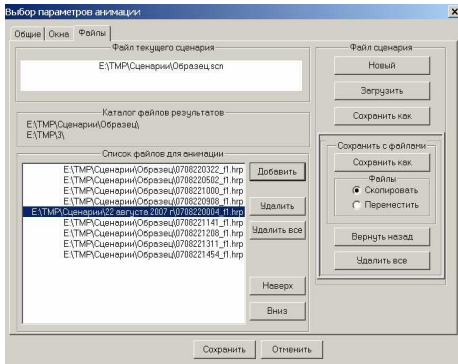 Выбор параметров анимации
Общие Окна Файлы
Файл текущего сценария
E:\TMP\Сценарии\Образец.scn
Каталог файлов результатов
E:\TMP\Сценарии\Образец\
E:\TMP\3\
Список файлов для анимации
E:\TMP\Сценарии\Образец\0708220322_f1.hrp
E:\TMP\Сценарии\Образец\0708220502_f1.hrp
E:\TMP\Сценарии\Образец\0708221000_f1.hrp
E:\TMP\Сценарии\Образец\0708220908_f1.hrp
E:\TMP\Сценарии\22 августа 2007 г\0708220004_f1.hrp
E:\TMP\Сценарии\Образец\0708221141_f1.hrp
E:\TMP\Сценарии\Образец\0708221208_f1.hrp
E:\TMP\Сценарии\Образец\0708221311_f1.hrp
E:\TMP\Сценарии\Образец\0708221454_f1.hrp
Добавить
Удалить
Удалить все
Наверх
Вниз
Файл сценария
Новый
Загрузить
Сохранить как
Сохранить с файлами
Сохранить как
Файлы
Скопировать
Переместить
Вернуть назад
Удалить все
Сохранить
Отменить